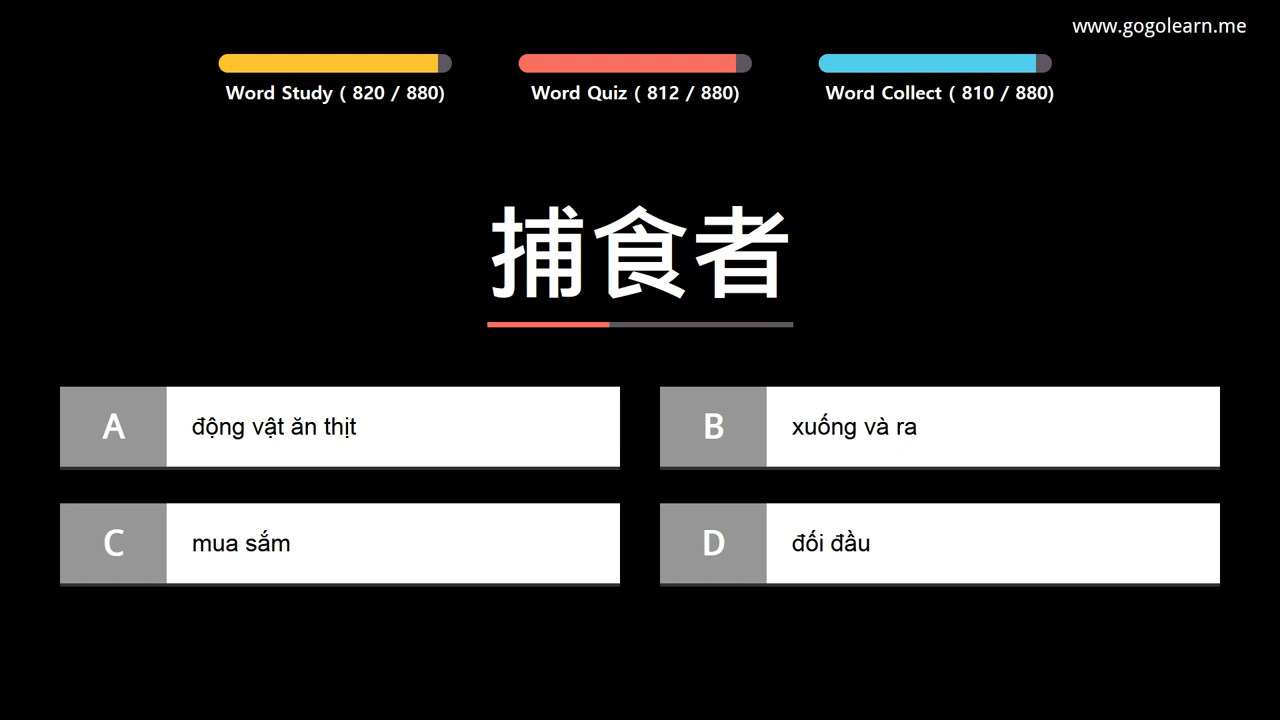 www.gogolearn.me
Word Study ( 820 / 880)
Word Quiz ( 812 / 880)
Word Collect ( 810 / 880)
捕食者
A động vật ăn thịt
B xuống và ra
C mua sắm
D đối đầu